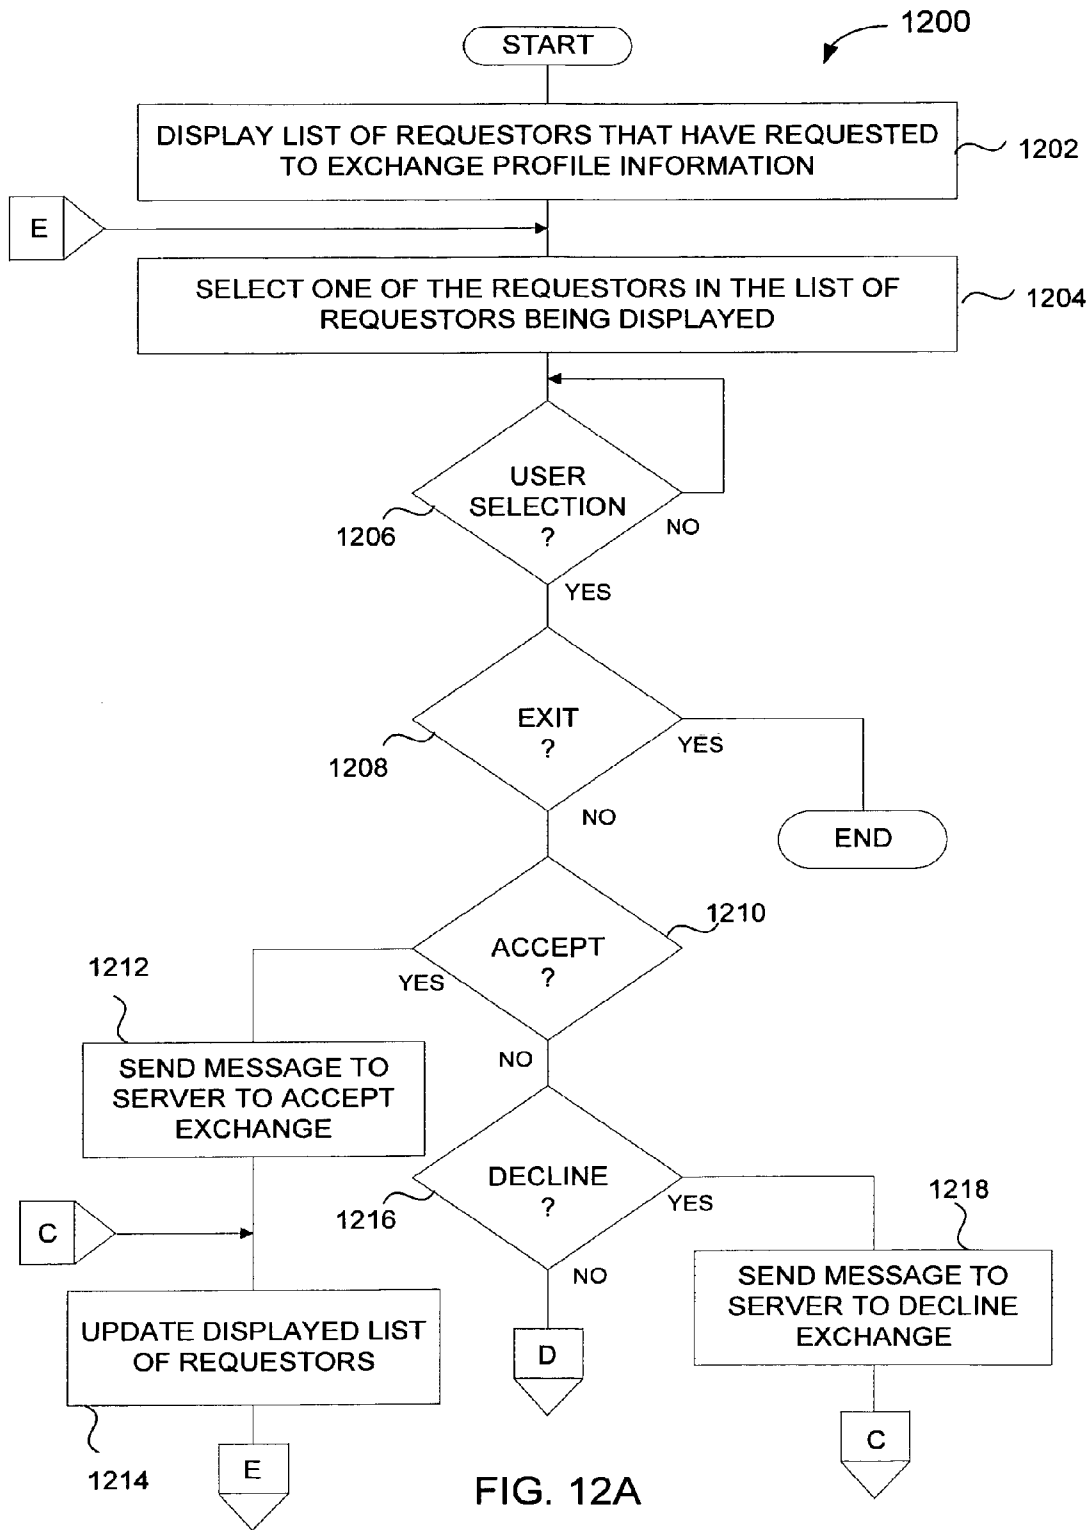 1200
START
DISPLAY LIST OF REQUESTORS THAT HAVE REQUESTED
TO EXCHANGE PROFILE INFORMATION
1202
E
SELECT ONE OF THE REQUESTORS IN THE LIST OF
REQUESTORS BEING DISPLAYED
1204
USER
SELECTION
?
1206
NO
YES
EXIT
?
1208
YES
NO
END
1210
ACCEPT
?
YES
1212
NO
SEND MESSAGE TO
SERVER TO ACCEPT
EXCHANGE
DECLINE
?
1216
YES
1218
C
NO
SEND MESSAGE TO
SERVER TO DECLINE
EXCHANGE
UPDATE DISPLAYED LIST
OF REQUESTORS
D
C
1214
E
FIG. 12A